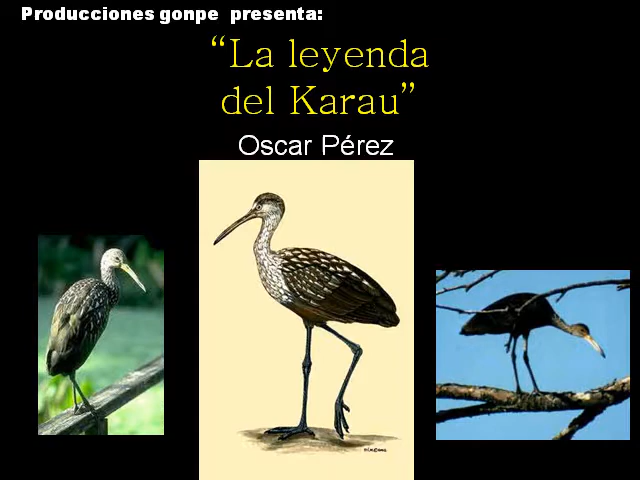 Producciones gonpe presenta:
“La leyenda
del Karau”
Oscar Pérez